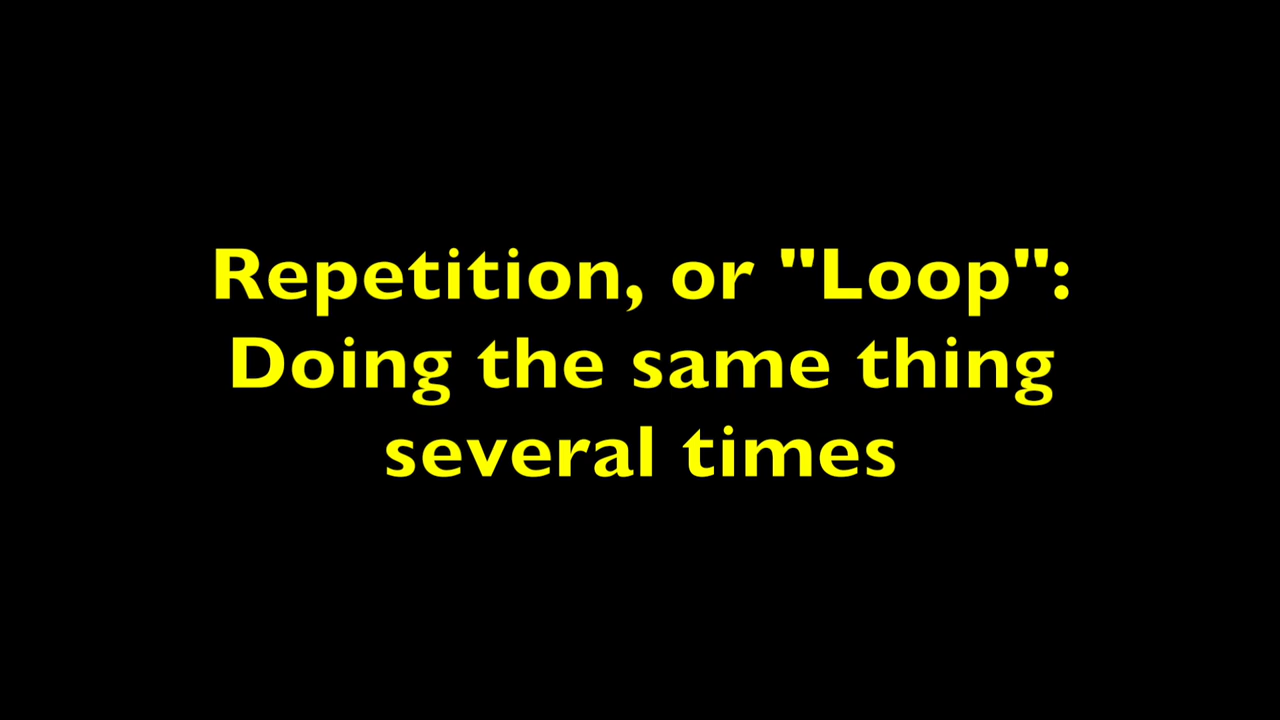 Repetition, or "Loop":
Doing the same thing
several times